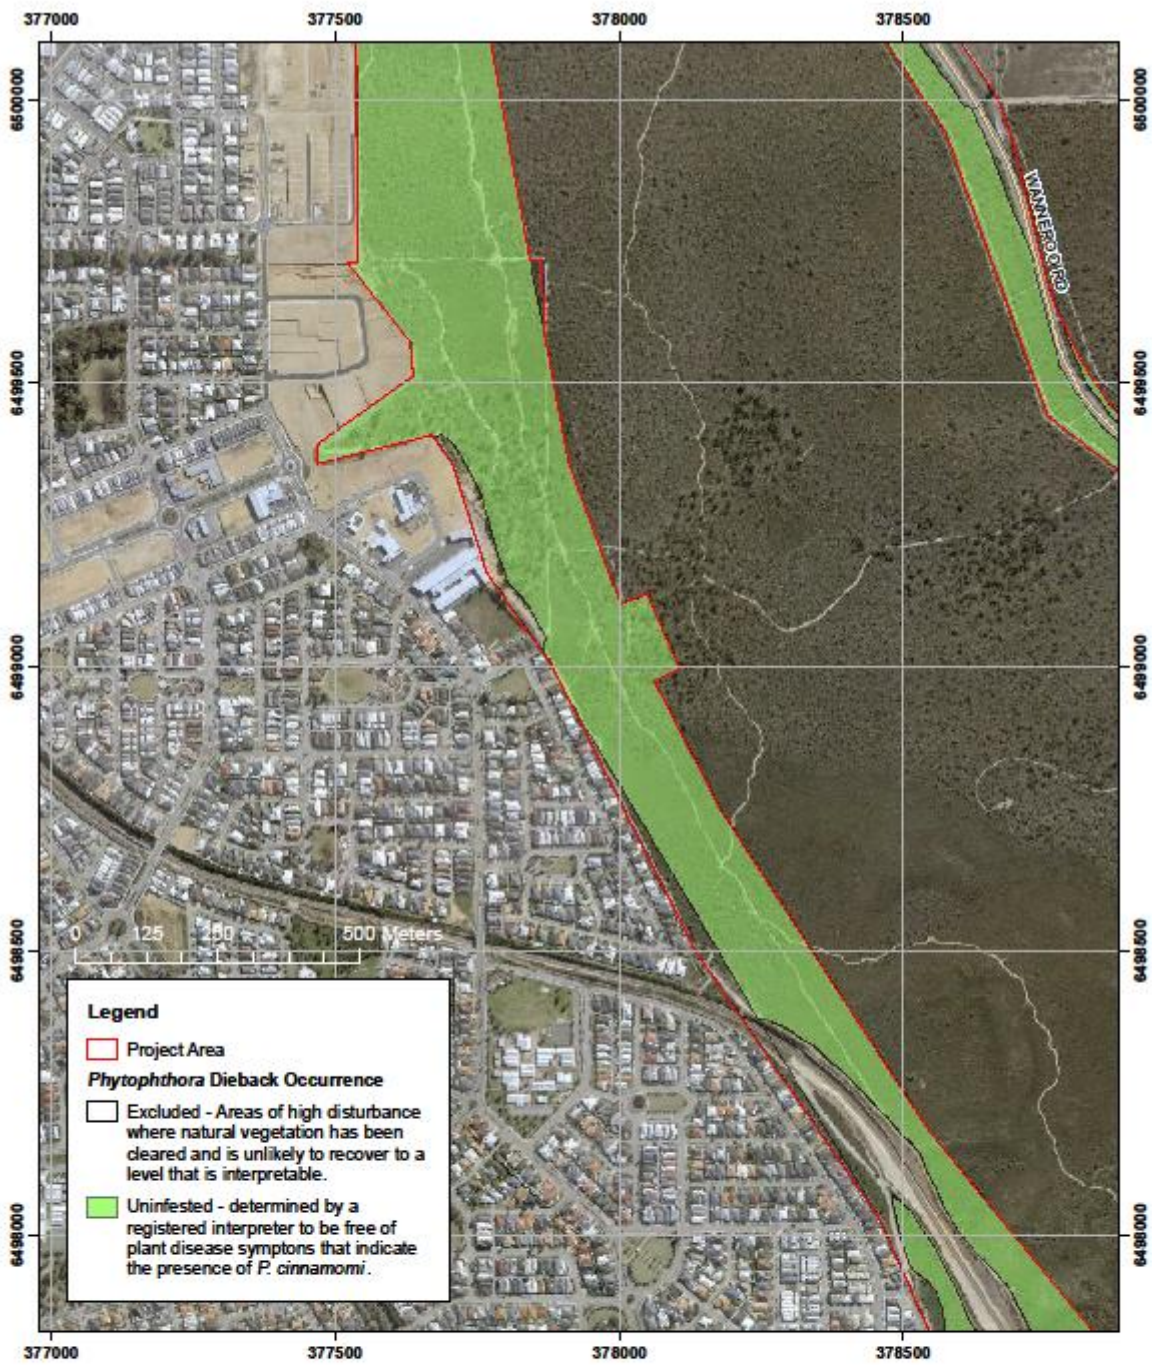 377000 377500 378000 378500
6500000 6500000
WANNEROO RD
6499500 6499500
6499000 6499000
6498500 6498500
0 125 250 500 Meters
Legend
Project Area
Phytophthora Dieback Occurrence
Excluded - Areas of high disturbance
where natural vegetation has been
cleared and is unlikely to recover to a
level that is interpretable.
Uninfested - determined by a
registered interpreter to be free of
plant disease symptons that indicate
the presence of P. cinnamomi.
6498000 6498000
377000 377500 378000 378500